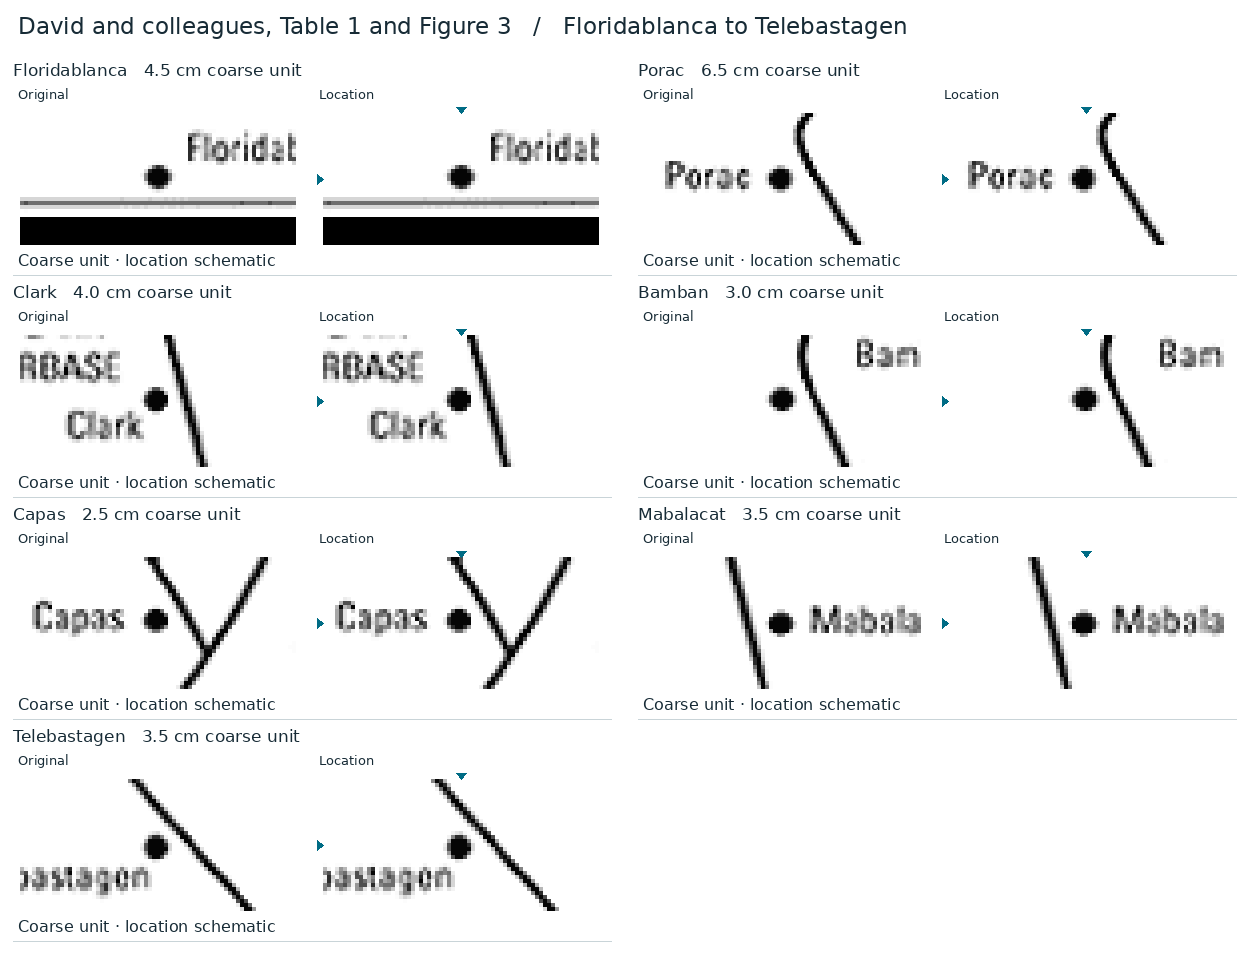 David and colleagues, Table 1 and Figure 3 / Floridablanca to Telebastagen
Floridablanca 4.5 cm coarse unit
Original
Location
Floridat
Floridat
Coarse unit · location schematic
Porac 6.5 cm coarse unit
Original
Location
Porac
Porac
Coarse unit · location schematic
Clark 4.0 cm coarse unit
Original
Location
RBASE
Clark
RBASE
Clark
Coarse unit · location schematic
Bamban 3.0 cm coarse unit
Original
Location
Bam
Bam
Coarse unit · location schematic
Capas 2.5 cm coarse unit
Original
Location
Capas
Capas
Coarse unit · location schematic
Mabalacat 3.5 cm coarse unit
Original
Location
Mabala
Mabala
Coarse unit · location schematic
Telebastagen 3.5 cm coarse unit
Original
Location
bastagen
bastagen
Coarse unit · location schematic